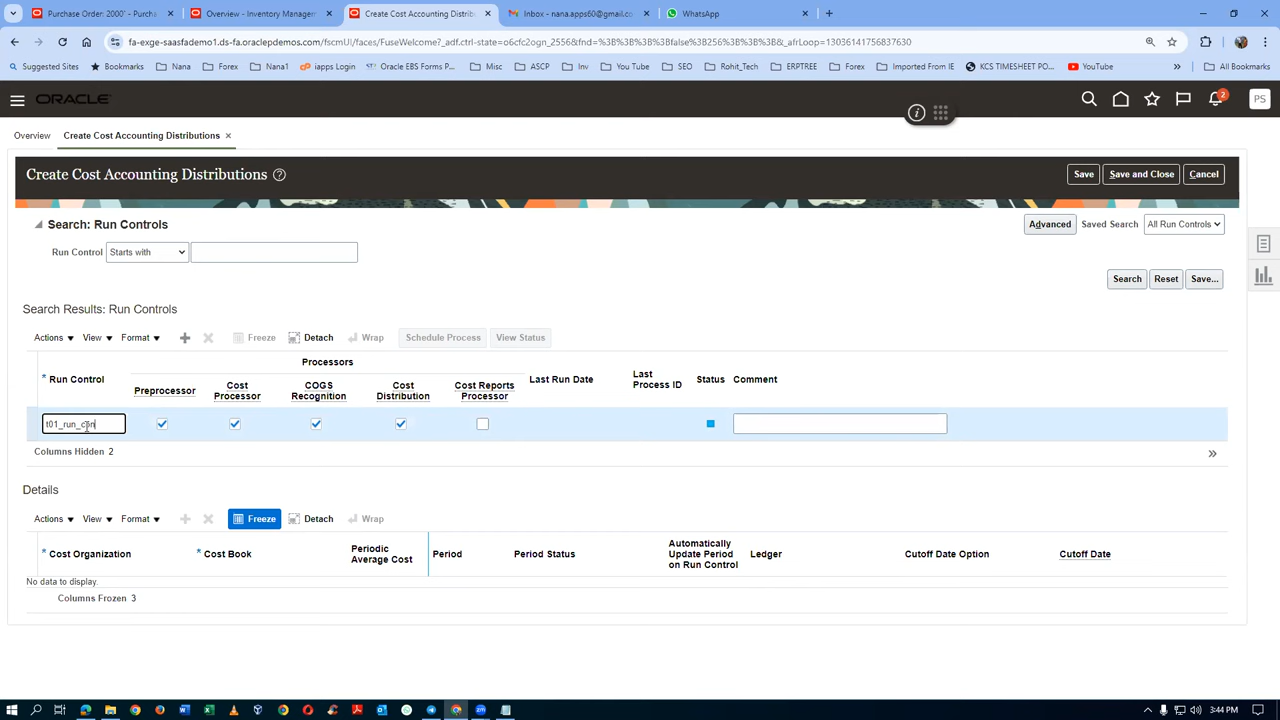 Purchase Order: 2000' - Purcha
Overview - Inventory Managem
Create Cost Accounting Distribu
Inbox - nana.apps60@gmail.co
WhatsApp
fa-exge-saasfademo1.ds-fa.oraclepdemos.com/fscmUI/faces/FuseWelcome?_adf.ctrl-state=o6cfc2ogn_2556&fnd=%3B%3B%3B%3Bfalse%3B256%3B%3B%3B&_afrLoop=13036141756837630
Suggested Sites
Bookmarks
Nana
Forex
Nana1
iapps Login
Oracle EBS Forms P...
Misc
ASCP
Inv
You Tube
SEO
Rohit_Tech
ERPTREE
Forex
Imported From IE
KCS TIMESHEET PO...
YouTube
»
All Bookmarks
ORACLE
2
PS
Overview
Create Cost Accounting Distributions
Create Cost Accounting Distributions
Save
Save and Close
Cancel
Search: Run Controls
Advanced
Saved Search
All Run Controls
Run Control
Starts with
Search
Reset
Save...
Search Results: Run Controls
Actions
View
Format
Freeze
Detach
Wrap
Schedule Process
View Status
* Run Control
Processors
Preprocessor
Cost Processor
COGS Recognition
Cost Distribution
Cost Reports Processor
Last Run Date
Last Process ID
Status
Comment
t01_run_con
Columns Hidden 2
Details
Actions
View
Format
Freeze
Detach
Wrap
* Cost Organization
* Cost Book
Periodic Average Cost
Period
Period Status
Automatically Update Period on Run Control
Ledger
Cutoff Date Option
Cutoff Date
No data to display.
Columns Frozen 3
3:44 PM